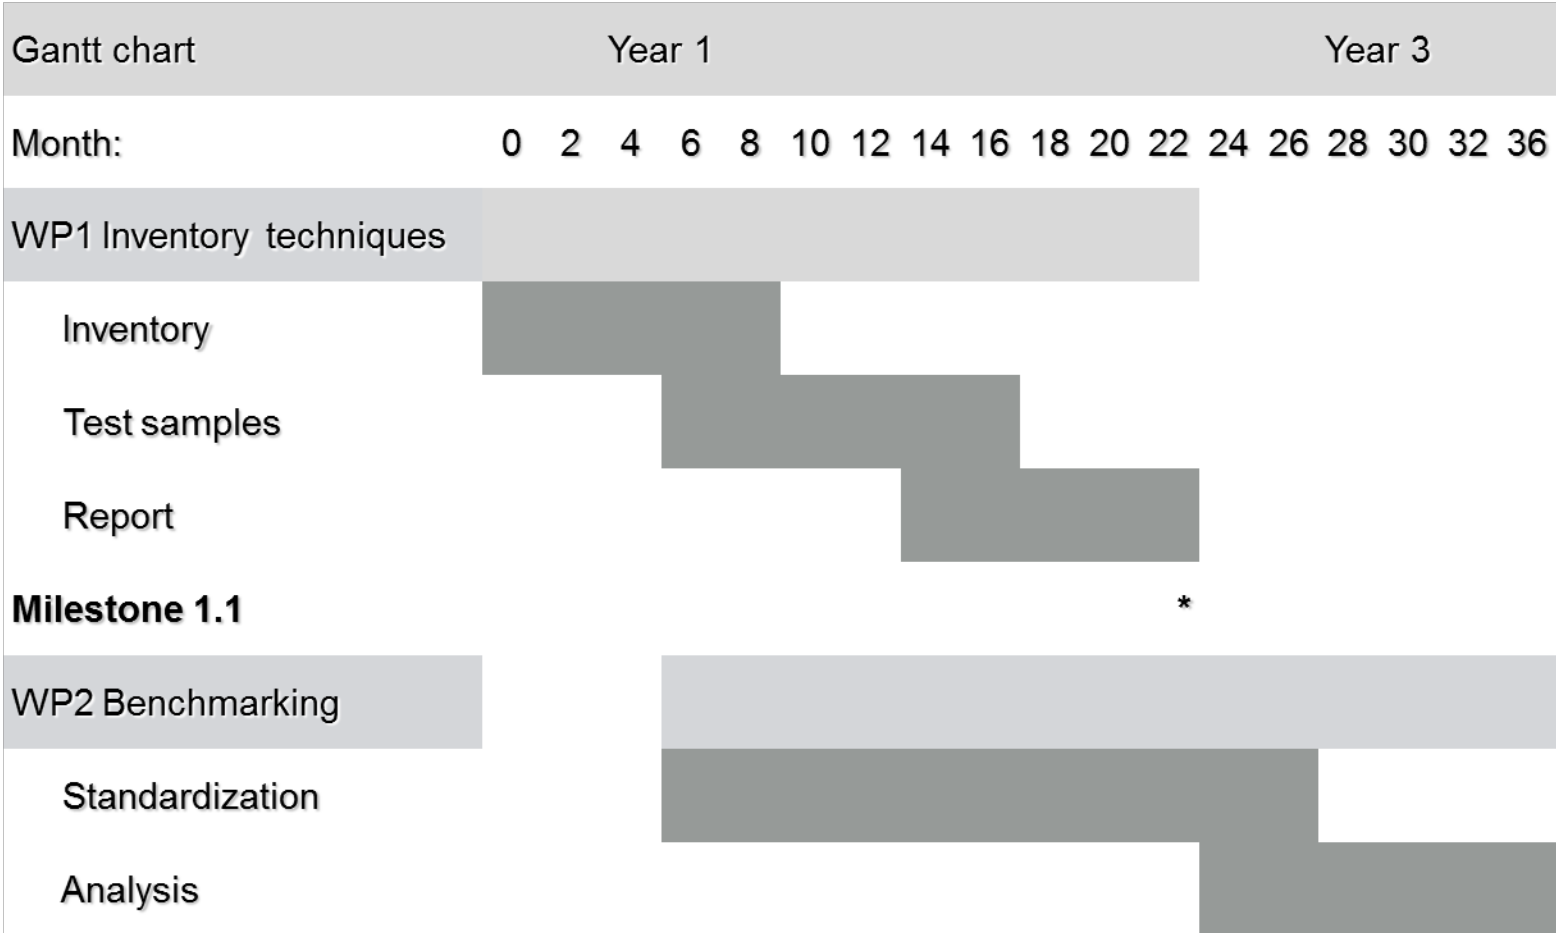 Gantt chart Year 1 Year 3
Month: 0 2 4 6 8 10 12 14 16 18 20 22 24 26 28 30 32 36
WP1 Inventory techniques
Inventory
Test samples
Report
Milestone 1.1 *
WP2 Benchmarking
Standardization
Analysis